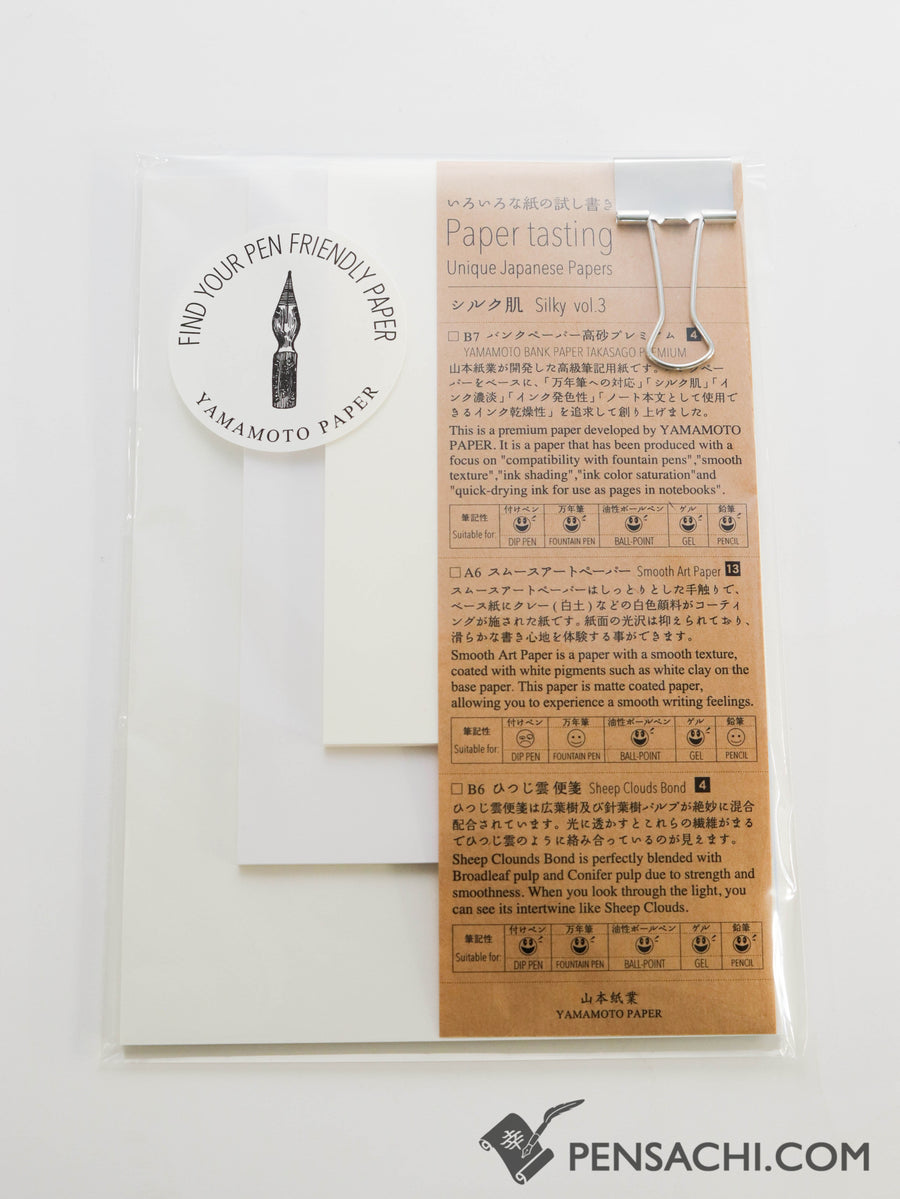 FIND YOUR PEN FRIENDLY PAPER
YAMAMOTO PAPER
いろいろな紙の試し書き
Paper tasting
Unique Japanese Papers
シルク肌 Silky vol.3
B7 バンクペーパー高砂プレミアム 4
YAMAMOTO BANK PAPER TAKASAGO PREMIUM
山本紙業が開発した高級筆記用紙です。
ーパーをベースに、「万年筆への対応」「シルク肌」「イ
ンク濃淡」「インク発色性」「ノート本文として使用で
きるインク乾燥性」を追求して創り上げました。
This is a premium paper developed by YAMAMOTO
PAPER. It is a paper that has been produced with a
focus on "compatibility with fountain pens","smooth
texture","ink shading","ink color saturation"and
"quick-drying ink for use as pages in notebooks".
筆記性 付けペン 万年筆 油性ボールペン ゲル 鉛筆
Suitable for: DIP PEN FOUNTAIN PEN BALL-POINT GEL PENCIL
A6 スムースアートペーパー Smooth Art Paper 13
スムースアートペーパーはしっとりとした手触りで、
ベース紙にクレー(白土)などの白色顔料がコーティ
ングが施された紙です。紙面の光沢は抑えられており、
滑らかな書き心地を体験する事ができます。
Smooth Art Paper is a paper with a smooth texture,
coated with white pigments such as white clay on the
base paper. This paper is matte coated paper,
allowing you to experience a smooth writing feelings.
筆記性 付けペン 万年筆 油性ボールペン ゲル 鉛筆
Suitable for: DIP PEN FOUNTAIN PEN BALL-POINT GEL PENCIL
B6 ひつじ雲 便箋 Sheep Clouds Bond 4
ひつじ雲便箋は広葉樹及び針葉樹パルプが絶妙に混合
配合されています。光に透かすとこれらの繊維がまる
でひつじ雲のように絡み合っているのが見えます。
Sheep Clounds Bond is perfectly blended with
Broadleaf pulp and Conifer pulp due to strength and
smoothness. When you look through the light, you
can see its intertwine like Sheep Clouds.
筆記性 付けペン 万年筆 油性ボールペン ゲル 鉛筆
Suitable for: DIP PEN FOUNTAIN PEN BALL-POINT GEL PENCIL
山本紙業
YAMAMOTO PAPER
幸 PENSACHI.COM